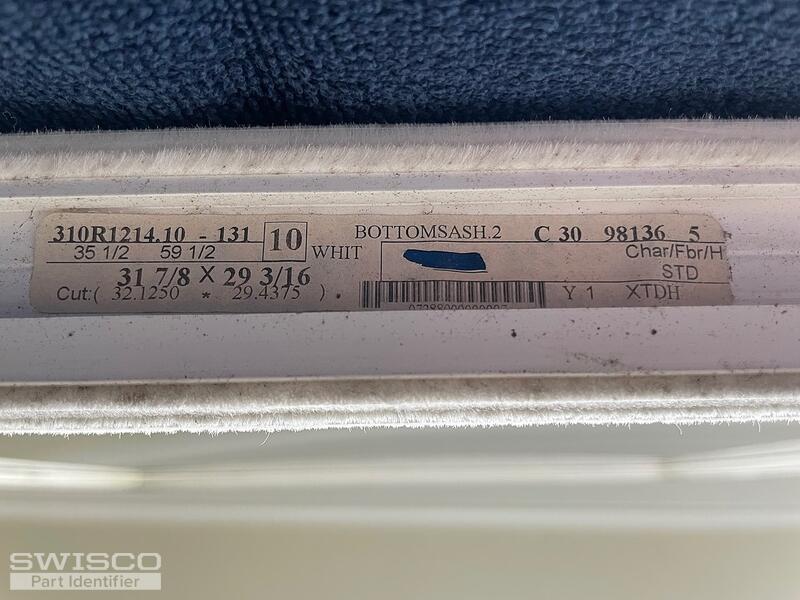 310R1214.10 - 131 10 BOTTOMSASH.2 C 30 98136 5
35 1/2 59 1/2 WHIT Char/Fbr/H
31 7/8 X 29 3/16 STD
Cut:( 32.1250 * 29.4375 ) . Y 1 XTDH
SWISCO
Part Identifier